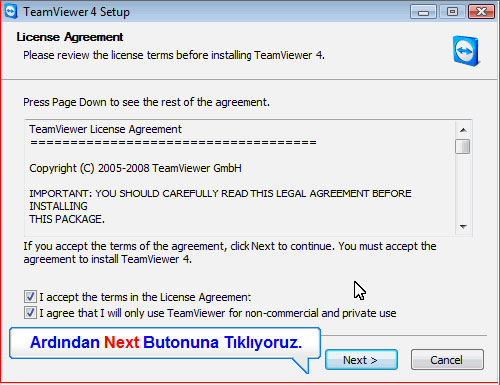 TeamViewer 4 Setup
License Agreement
Please review the license terms before installing TeamViewer 4.
Press Page Down to see the rest of the agreement.
TeamViewer License Agreement
====================================
Copyright (C) 2005-2008 TeamViewer GmbH
IMPORTANT: YOU SHOULD CAREFULLY READ THIS LEGAL AGREEMENT BEFORE
INSTALLING
THIS PACKAGE.
If you accept the terms of the agreement, click Next to continue. You must accept the
agreement to install TeamViewer 4.
I accept the terms in the License Agreement
I agree that I will only use TeamViewer for non-commercial and private use
Ardından Next Butonuna Tıklıyoruz.
Next >
Cancel